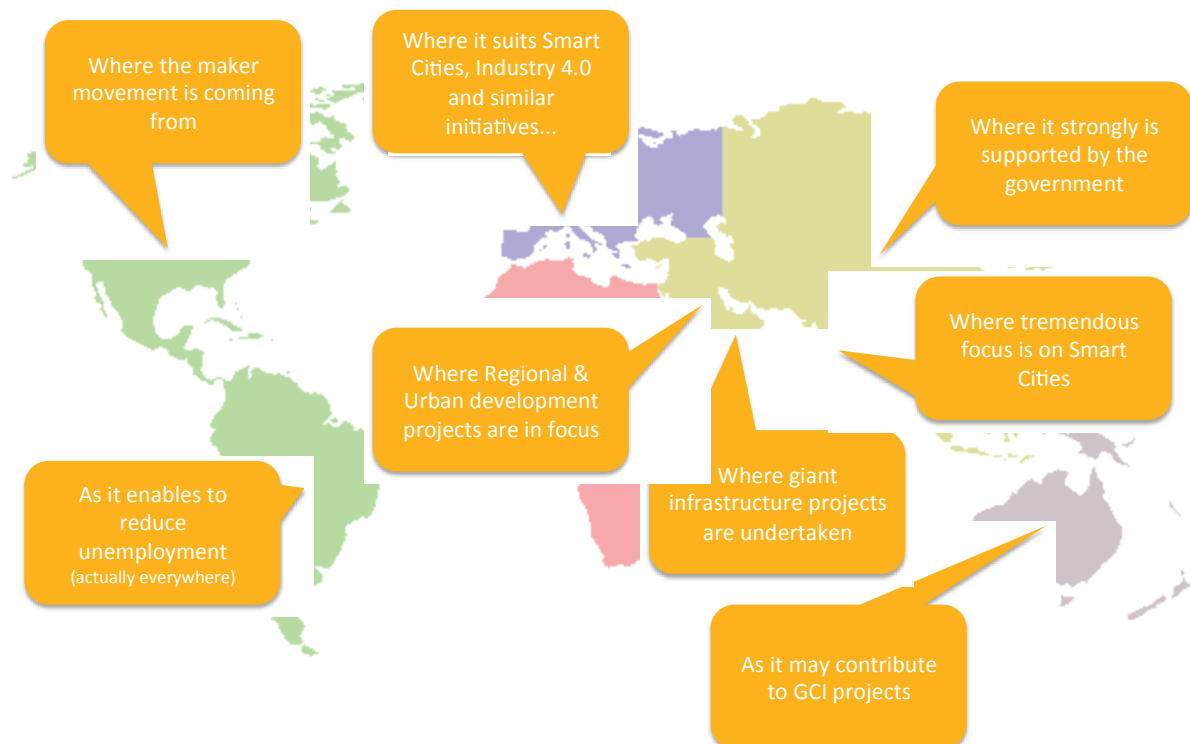 Where the maker
movement is coming
from
Where it suits Smart
Cities, Industry 4.0
and similar
initiatives...
Where it strongly is
supported by the
government
Where tremendous
focus is on Smart
Cities
Where Regional &
Urban development
projects are in focus
Where giant
infrastructure projects
are undertaken
As it enables to
reduce
unemployment
(actually everywhere)
As it may contribute
to GCI projects